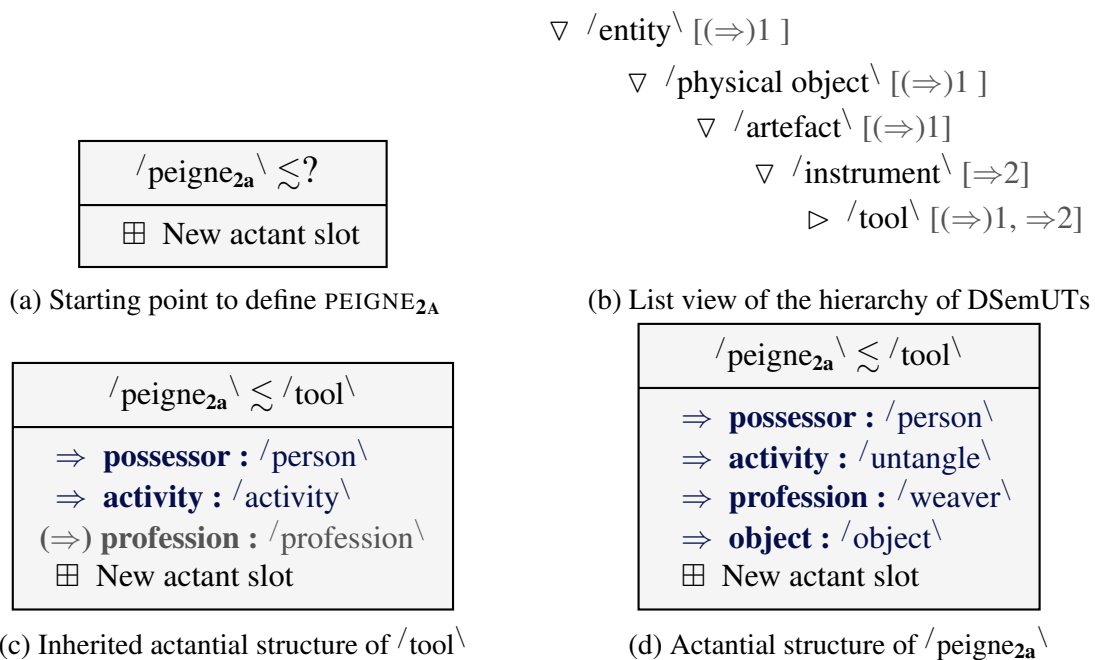 /peigne2a\ ≲?
⊞ New actant slot
(a) Starting point to define PEIGNE2A
▽ /entity\ [(⇒)1 ]
▽ /physical object\ [(⇒)1 ]
▽ /artefact\ [(⇒)1]
▽ /instrument\ [⇒2]
▷ /tool\ [(⇒)1, ⇒2]
(b) List view of the hierarchy of DSemUTs
/peigne2a\ ≲ /tool\
⇒ possessor : /person\
⇒ activity : /activity\
(⇒) profession : /profession\
⊞ New actant slot
(c) Inherited actantial structure of /tool\
/peigne2a\ ≲ /tool\
⇒ possessor : /person\
⇒ activity : /untangle\
⇒ profession : /weaver\
⇒ object : /object\
⊞ New actant slot
(d) Actantial structure of /peigne2a\